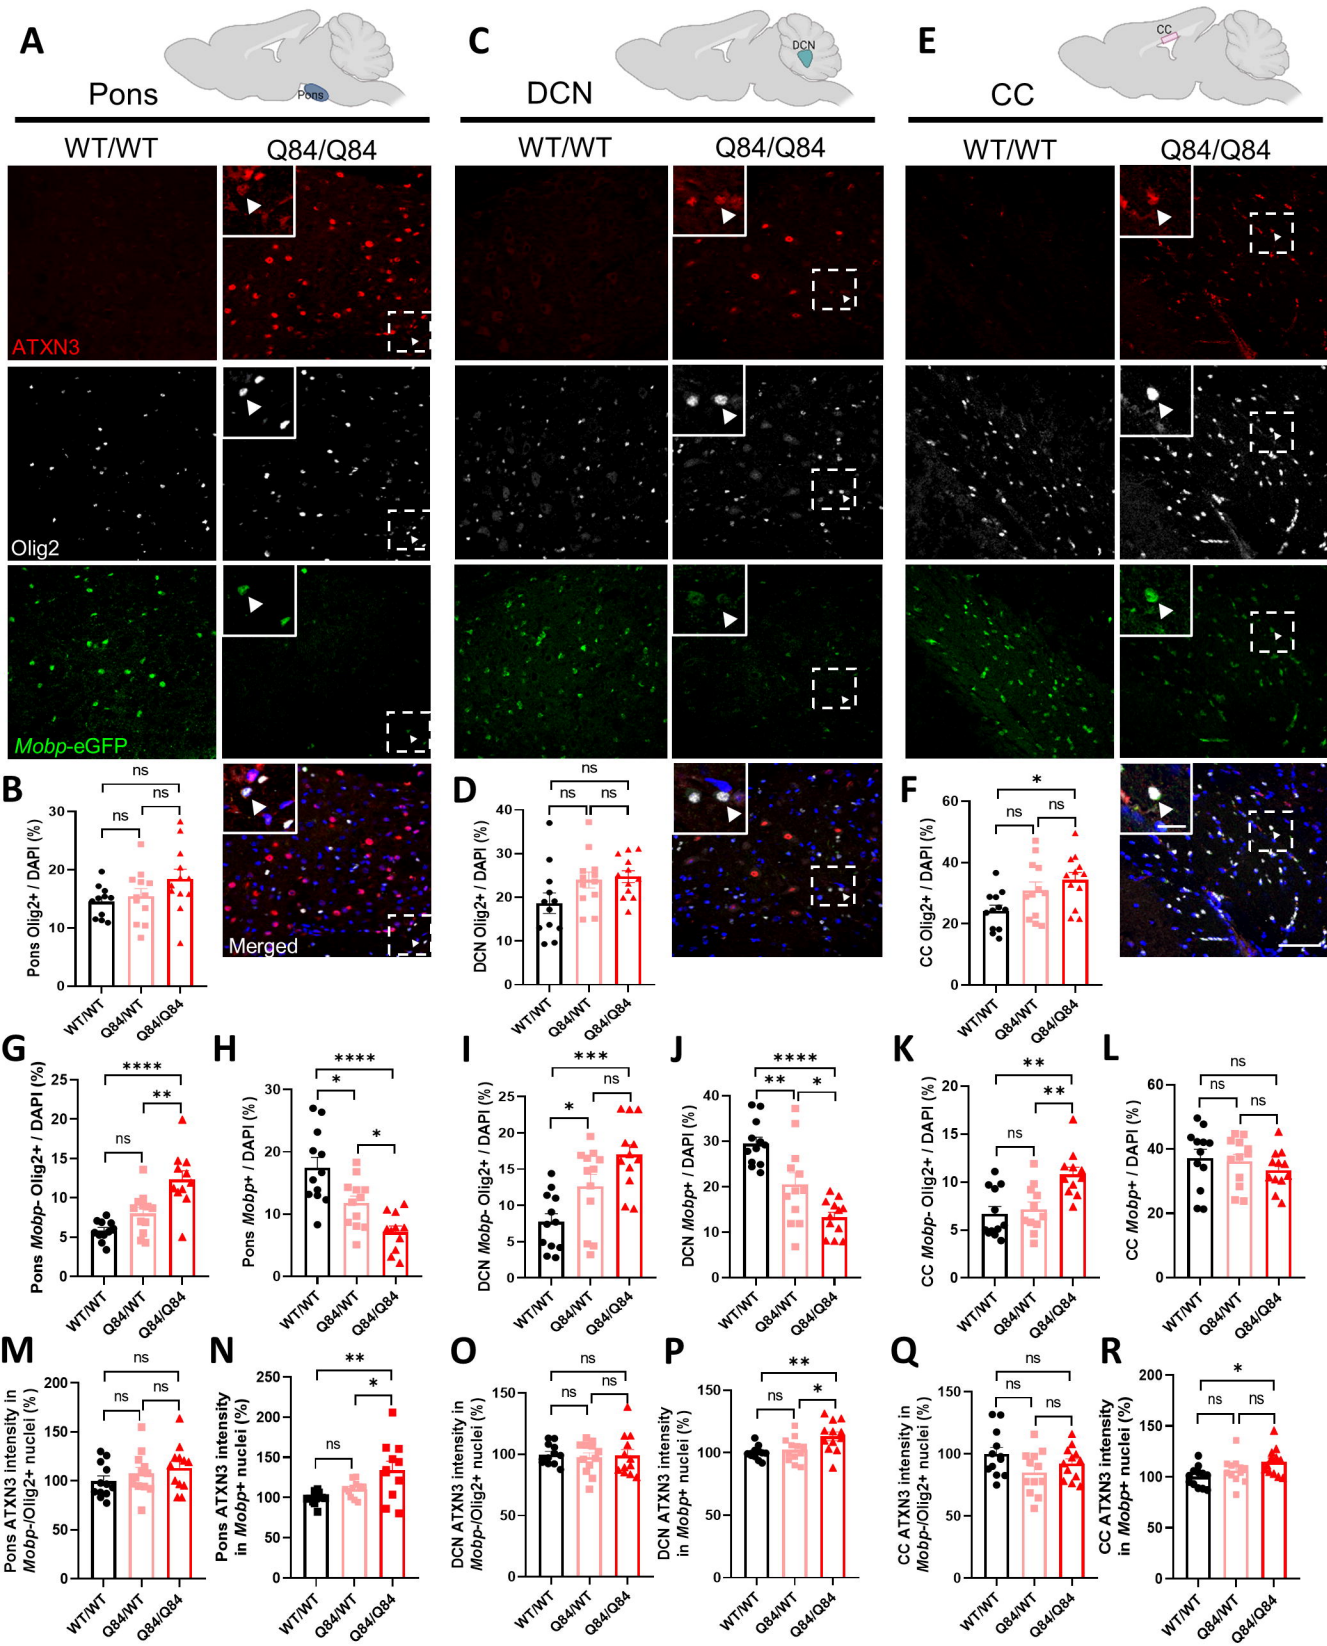 A
Pons
Pons
WT/WT
Q84/Q84
ATXN3
Olig2
Mobp-eGFP
Merged
C
DCN
DCN
WT/WT
Q84/Q84
E
CC
CC
WT/WT
Q84/Q84
B
Pons Olig2+ / DAPI (%)
30
20
10
0
ns
ns
ns
WT/WT
Q84/WT
Q84/Q84
D
DCN Olig2+ / DAPI (%)
40
30
20
10
0
ns
ns
ns
WT/WT
Q84/WT
Q84/Q84
F
CC Olig2+ / DAPI (%)
60
40
20
0
*
ns
ns
WT/WT
Q84/WT
Q84/Q84
G
Pons Mobp- Olig2+ / DAPI (%)
25
20
15
10
5
0
****
**
ns
WT/WT
Q84/WT
Q84/Q84
H
Pons Mobp+ / DAPI (%)
30
20
10
0
****
*
*
WT/WT
Q84/WT
Q84/Q84
I
DCN Mobp- Olig2+ / DAPI (%)
25
20
15
10
5
0
***
ns
*
WT/WT
Q84/WT
Q84/Q84
J
DCN Mobp+ / DAPI (%)
40
30
20
10
0
****
**
*
WT/WT
Q84/WT
Q84/Q84
K
CC Mobp- Olig2+ / DAPI (%)
20
15
10
5
0
**
**
ns
WT/WT
Q84/WT
Q84/Q84
L
CC Mobp+ / DAPI (%)
60
40
20
0
ns
ns
ns
WT/WT
Q84/WT
Q84/Q84
M
Pons ATXN3 intensity in
Mobp-/Olig2+ nuclei (%)
200
150
100
50
0
ns
ns
ns
WT/WT
Q84/WT
Q84/Q84
N
Pons ATXN3 intensity
in Mobp+ nuclei (%)
250
200
150
100
50
0
**
*
ns
WT/WT
Q84/WT
Q84/Q84
O
DCN ATXN3 intensity in
Mobp-/Olig2+ nuclei (%)
150
100
50
0
ns
ns
ns
WT/WT
Q84/WT
Q84/Q84
P
DCN ATXN3 intensity
in Mobp+ nuclei (%)
150
100
50
0
**
*
ns
WT/WT
Q84/WT
Q84/Q84
Q
CC ATXN3 intensity in
Mobp-/Olig2+ nuclei (%)
150
100
50
0
ns
ns
ns
WT/WT
Q84/WT
Q84/Q84
R
CC ATXN3 intensity
in Mobp+ nuclei (%)
200
150
100
50
0
*
ns
ns
WT/WT
Q84/WT
Q84/Q84